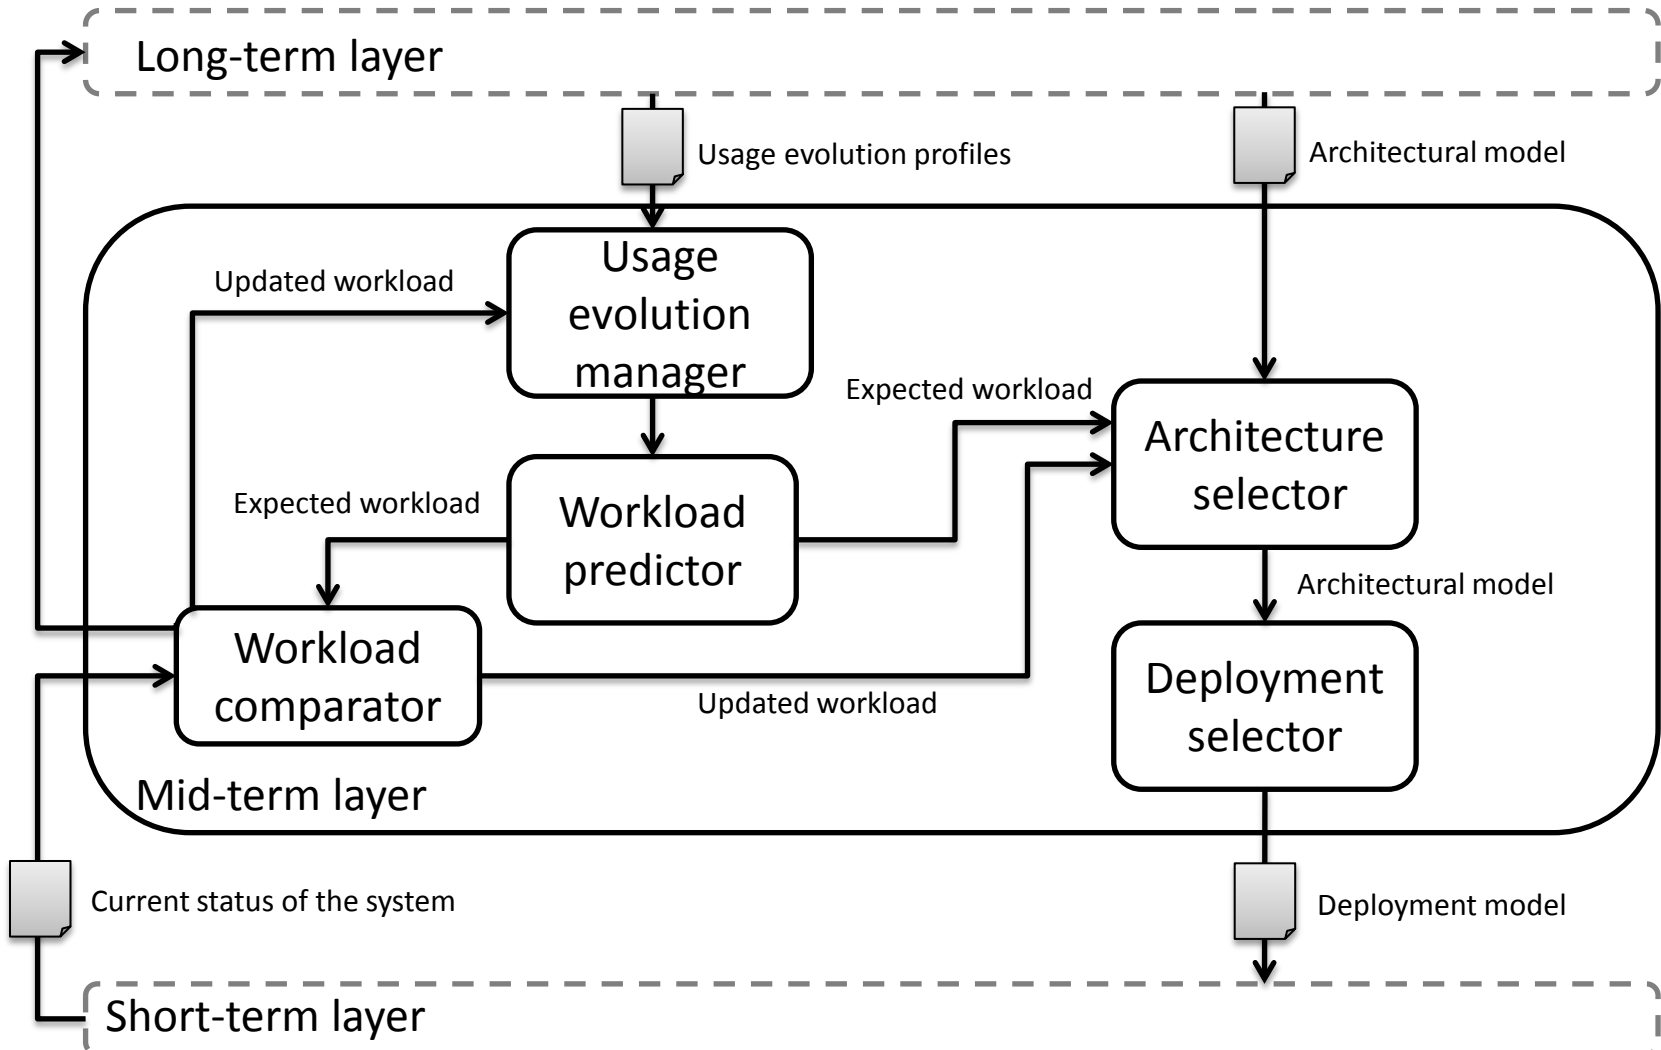 Long-term layer
Usage evolution profiles
Architectural model
Updated workload
Usage
evolution
manager
Expected workload
Architecture
selector
Expected workload
Workload
predictor
Architectural model
Workload
comparator
Updated workload
Deployment
selector
Mid-term layer
Current status of the system
Deployment model
Short-term layer